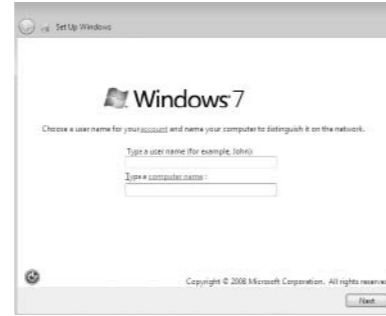 Set Up Windows
Windows 7
Choose a user name for your account and name your computer to distinguish it on the network.
Type a user name (for example, John):
Type a computer name:
Copyright © 2008 Microsoft Corporation. All rights reserve
Next